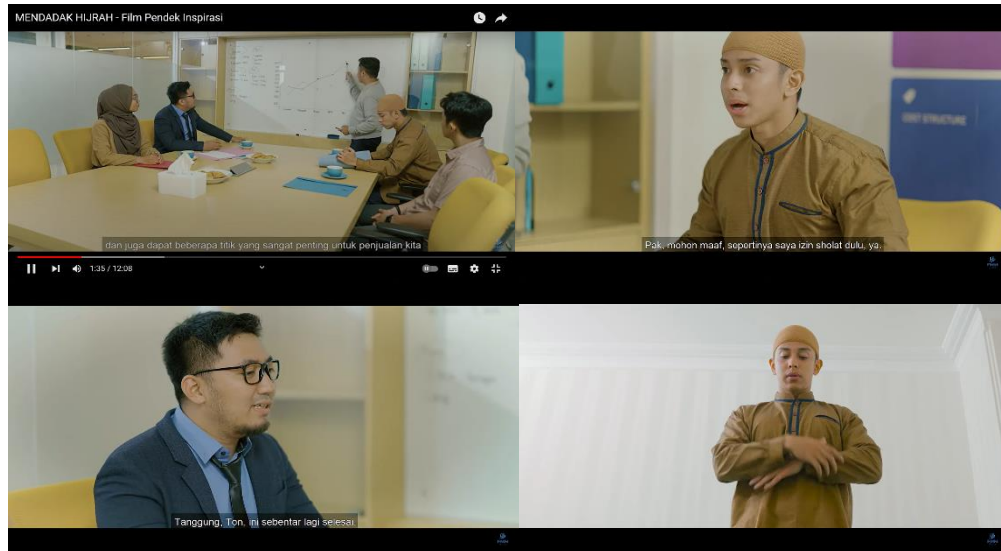 MENDADAK HIJRAH - Film Pendek Inspirasi
dan juga dapat beberapa titik yang sangat penting untuk penjualan kita
1:35 / 12:08
COST STRUCTURE
Pak, mohon maaf, sepertinya saya izin sholat dulu, ya.
Tanggung, Ton, ini sebentar lagi selesai